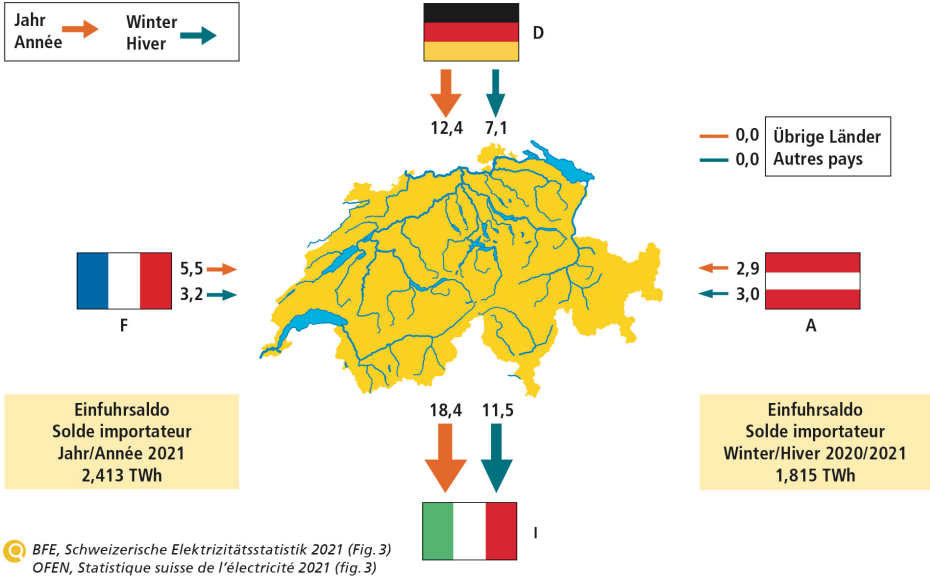 Jahr
Année
Winter
Hiver
D
12,4 7,1
0,0
0,0
Übrige Länder
Autres pays
5,5
3,2
F
2,9
3,0
A
Einfuhrsaldo
Solde importateur
Jahr/Année 2021
2,413 TWh
18,4 11,5
Einfuhrsaldo
Solde importateur
Winter/Hiver 2020/2021
1,815 TWh
I
BFE, Schweizerische Elektrizitätsstatistik 2021 (Fig. 3)
OFEN, Statistique suisse de l’électricité 2021 (fig. 3)